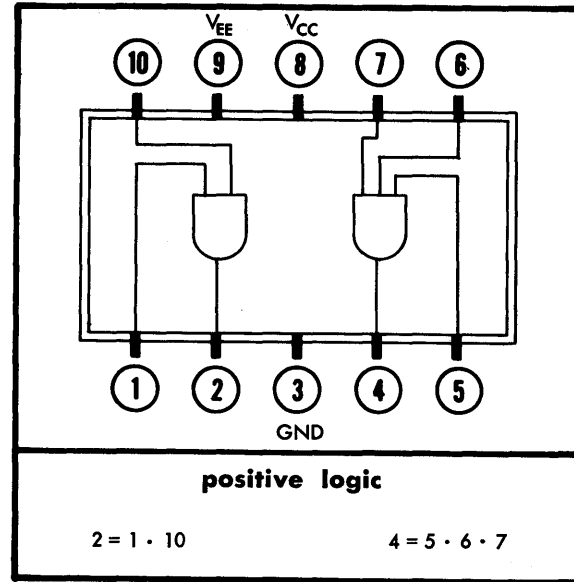 VEE VCC
10 9 8 7 6
1 2 3 4 5
GND
positive logic
2 = 1 · 10 4 = 5 · 6 · 7